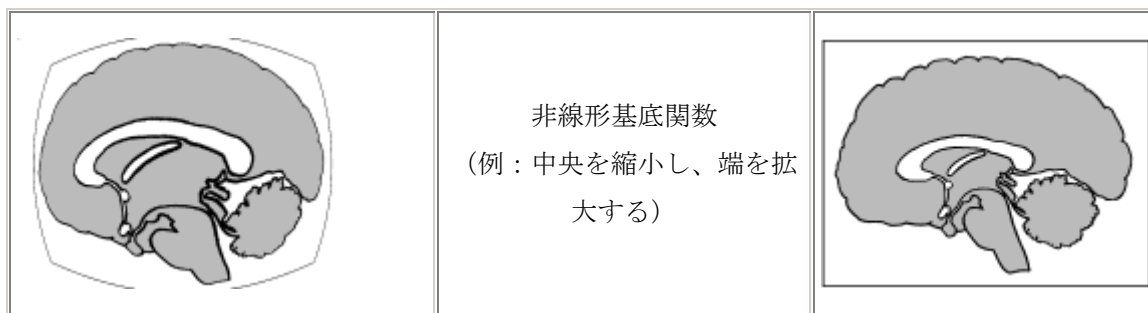 非線形基底関数
（例：中央を縮小し、端を拡
大する）